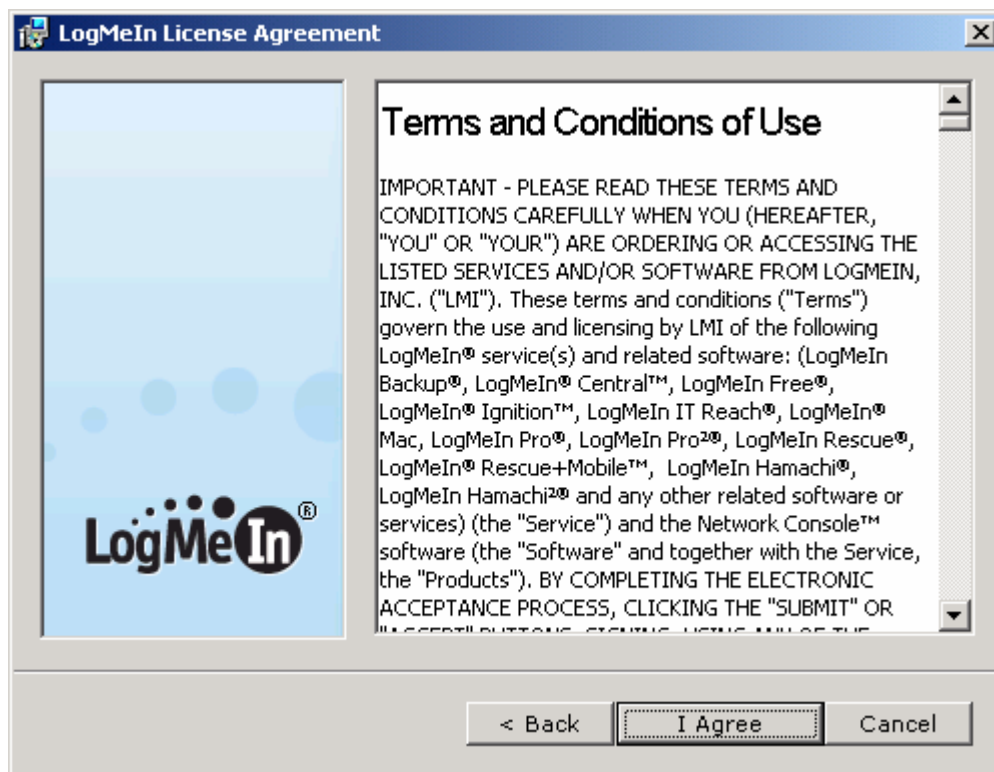 LogMeIn License Agreement
Terms and Conditions of Use
IMPORTANT - PLEASE READ THESE TERMS AND
CONDITIONS CAREFULLY WHEN YOU (HEREAFTER,
"YOU" OR "YOUR") ARE ORDERING OR ACCESSING THE
LISTED SERVICES AND/OR SOFTWARE FROM LOGMEIN,
INC. ("LMI"). These terms and conditions ("Terms")
govern the use and licensing by LMI of the following
LogMeIn® service(s) and related software: (LogMeIn
Backup®, LogMeIn® Central™, LogMeIn Free®,
LogMeIn® Ignition™, LogMeIn IT Reach®, LogMeIn®
Mac, LogMeIn Pro®, LogMeIn Pro²®, LogMeIn Rescue®,
LogMeIn® Rescue+Mobile™, LogMeIn Hamachi®,
LogMeIn Hamachi²® and any other related software or
services) (the "Service") and the Network Console™
software (the "Software" and together with the Service,
the "Products"). BY COMPLETING THE ELECTRONIC
ACCEPTANCE PROCESS, CLICKING THE "SUBMIT" OR
LogMeIn®
< Back
I Agree
Cancel